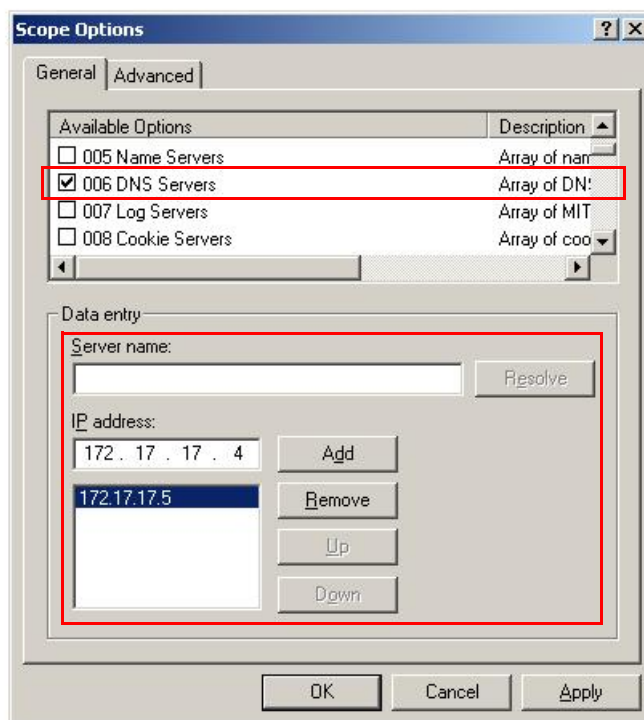 Scope Options
General Advanced
Available Options Description
005 Name Servers Array of nam
006 DNS Servers Array of DN
007 Log Servers Array of MIT
008 Cookie Servers Array of coo
Data entry
Server name:
Resolve
IP address:
172 . 17 . 17 . 4 Add
172.17.17.5 Remove
Up
Down
OK Cancel Apply